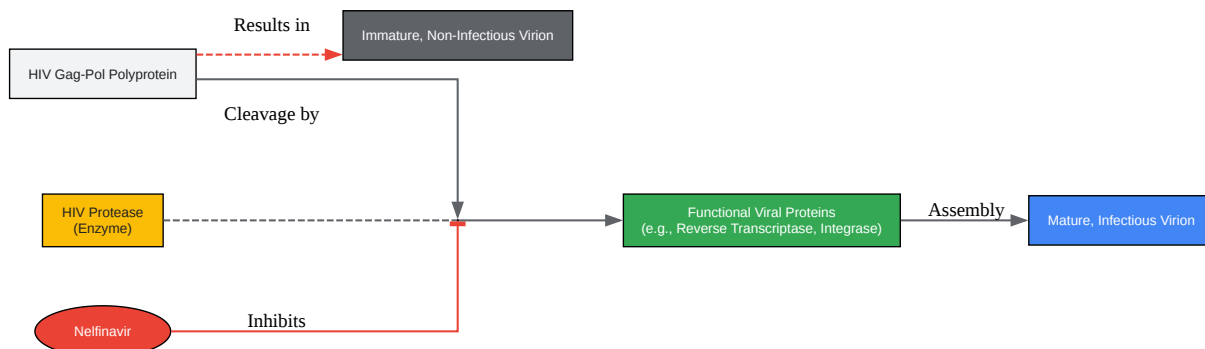 Results in
Immature, Non-Infectious Virion
HIV Gag-Pol Polyprotein
Cleavage by
HIV Protease
(Enzyme)
Functional Viral Proteins
(e.g., Reverse Transcriptase, Integrase)
Assembly
Mature, Infectious Virion
Inhibits
Nelfinavir